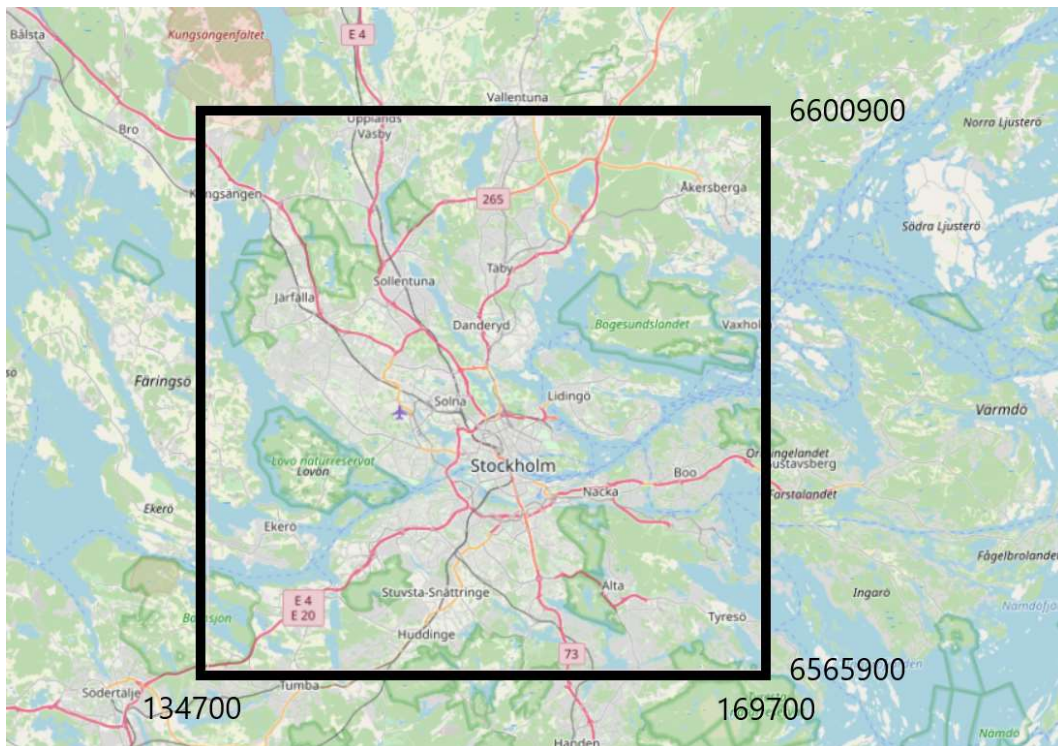 Bålsta
Kungsängenfältet
E 4
Vallentuna
6600900
Bro
Upplands
Väsby
Norra Ljusterö
Kungsängen
265
Åkersberga
Södra Ljusterö
Täby
Sollentuna
Järfälla
Danderyd
Bogesundslandet
Vaxholm
Färingsö
Solna
Lidingö
Värmdö
Lovö naturreservat
Lovön
Stockholm
Boo
Gustavsberg
Nacka
Farstalandet
Ekerö
Ekerö
Fågelbrolandet
Älta
Stuvsta-Snättringe
Ingarö
E 4
E 20
Tyresö
Huddinge
73
6565900
Södertälje
Tumba
134700
169700
Handen
Nämdö